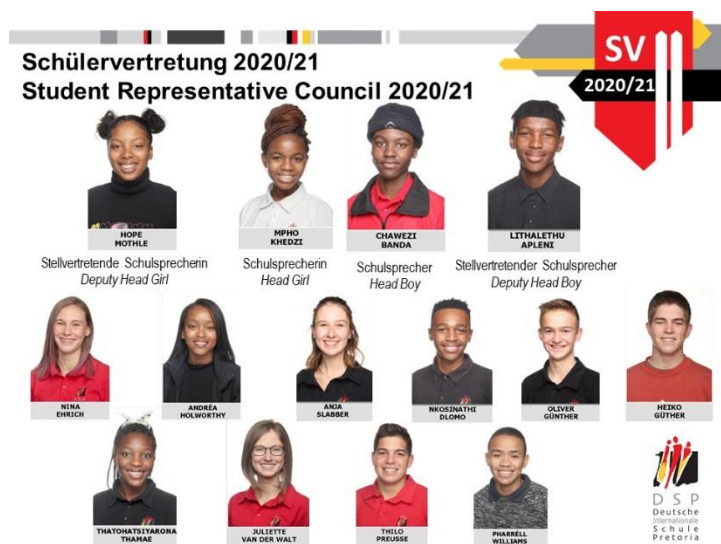 Schülervertretung 2020/21
Student Representative Council 2020/21
SV
2020/21
HOPE
MOTHLE
MPHO
KHEDZI
CHAWEZI
BANDA
LITHALETHU
APLENI
Stellvertretende Schulsprecherin
Deputy Head Girl
Schulsprecherin
Head Girl
Schulsprecher
Head Boy
Stellvertretender Schulsprecher
Deputy Head Boy
NINA
EHRICH
ANDRÉA
HOLWORTHY
ANJA
SLABBER
NKOSINATHI
DLOMO
OLIVER
GÜNTHER
HEIKO
GÜTHER
THATOHATSIYARONA
THAMAE
JULIETTE
VAN DER WALT
THILO
PREUSSE
PHARRÉLL
WILLIAMS
DSP
Deutsche
Internationale
Schule
Pretoria